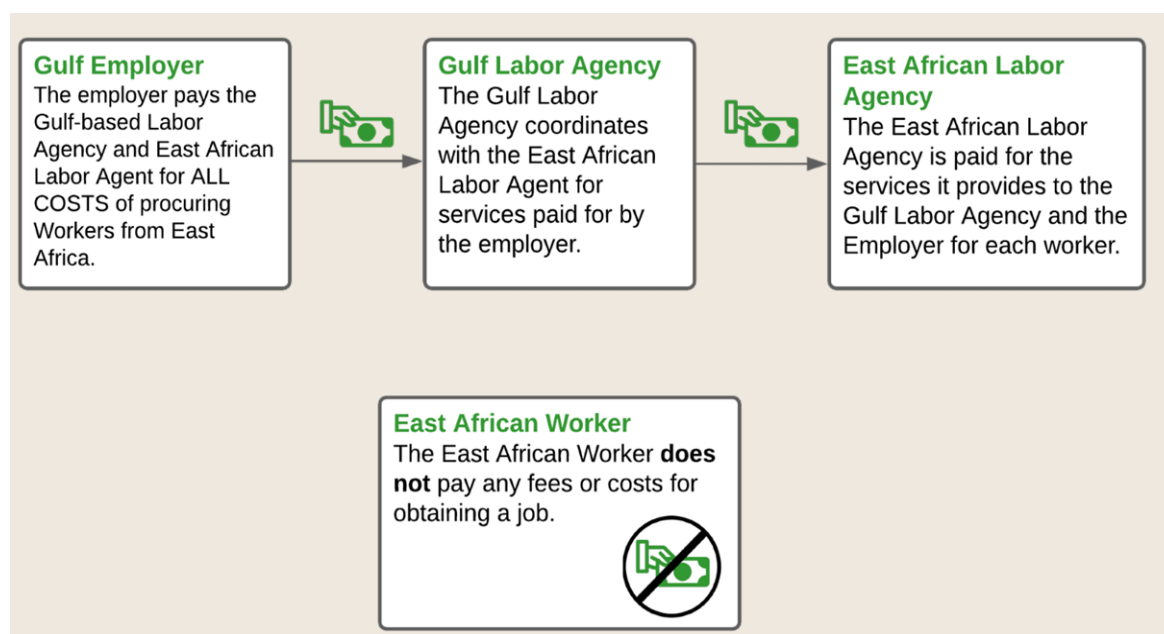 Gulf Employer
The employer pays the
Gulf-based Labor
Agency and East African
Labor Agent for ALL
COSTS of procuring
Workers from East
Africa.
Gulf Labor Agency
The Gulf Labor
Agency coordinates
with the East African
Labor Agent for
services paid for by
the employer.
East African Labor
Agency
The East African Labor
Agency is paid for the
services it provides to the
Gulf Labor Agency and the
Employer for each worker.
East African Worker
The East African Worker does
not pay any fees or costs for
obtaining a job.